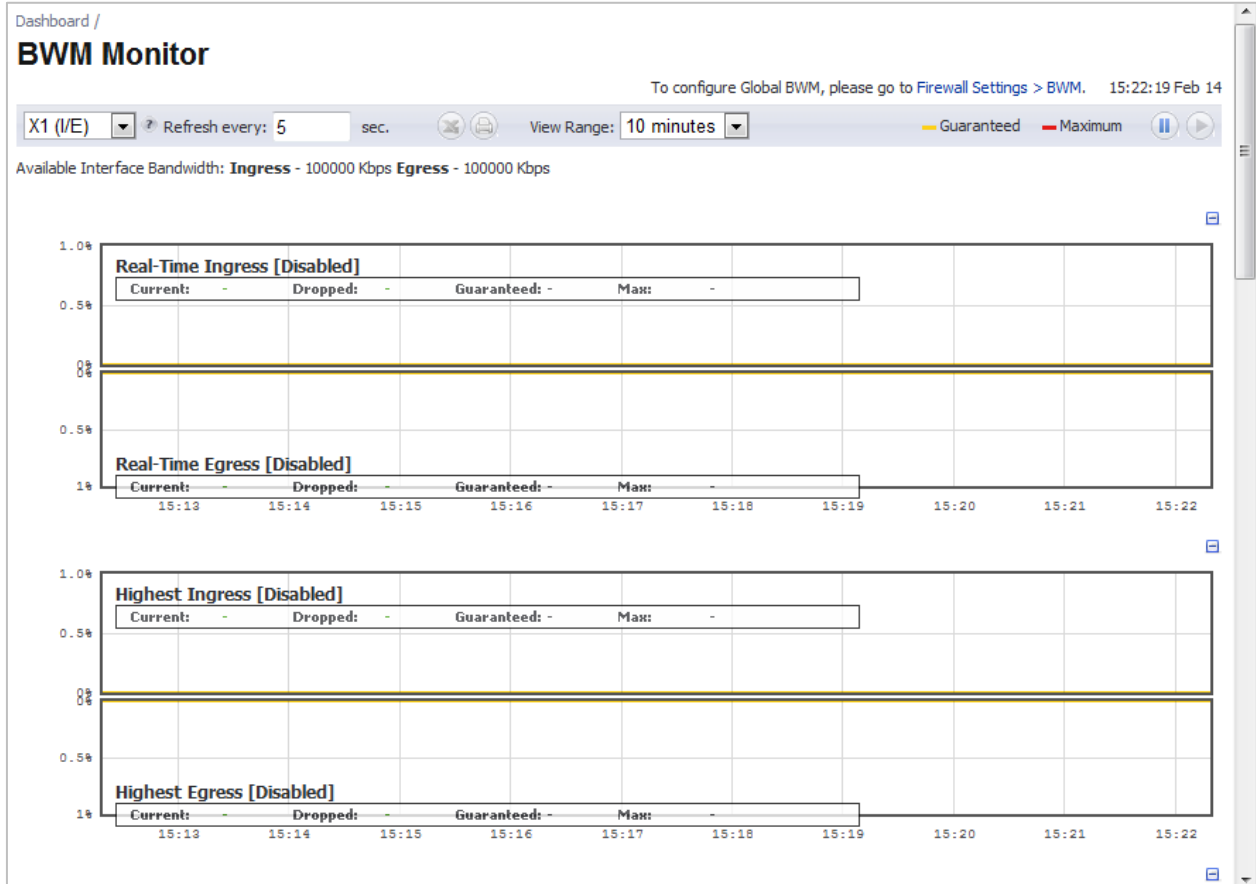 Dashboard /
BWM Monitor
To configure Global BWM, please go to Firewall Settings > BWM. 15:22:19 Feb 14
X1 (I/E) ? Refresh every: 5 sec. View Range: 10 minutes Guaranteed Maximum
Available Interface Bandwidth: Ingress - 100000 Kbps Egress - 100000 Kbps
1.0%
Real-Time Ingress [Disabled]
Current: - Dropped: - Guaranteed: - Max: -
0.5%
0%
0%
0.5%
Real-Time Egress [Disabled]
1% Current: - Dropped: - Guaranteed: - Max: -
15:13 15:14 15:15 15:16 15:17 15:18 15:19 15:20 15:21 15:22
1.0%
Highest Ingress [Disabled]
Current: - Dropped: - Guaranteed: - Max: -
0.5%
0%
0%
0.5%
Highest Egress [Disabled]
1% Current: - Dropped: - Guaranteed: - Max: -
15:13 15:14 15:15 15:16 15:17 15:18 15:19 15:20 15:21 15:22